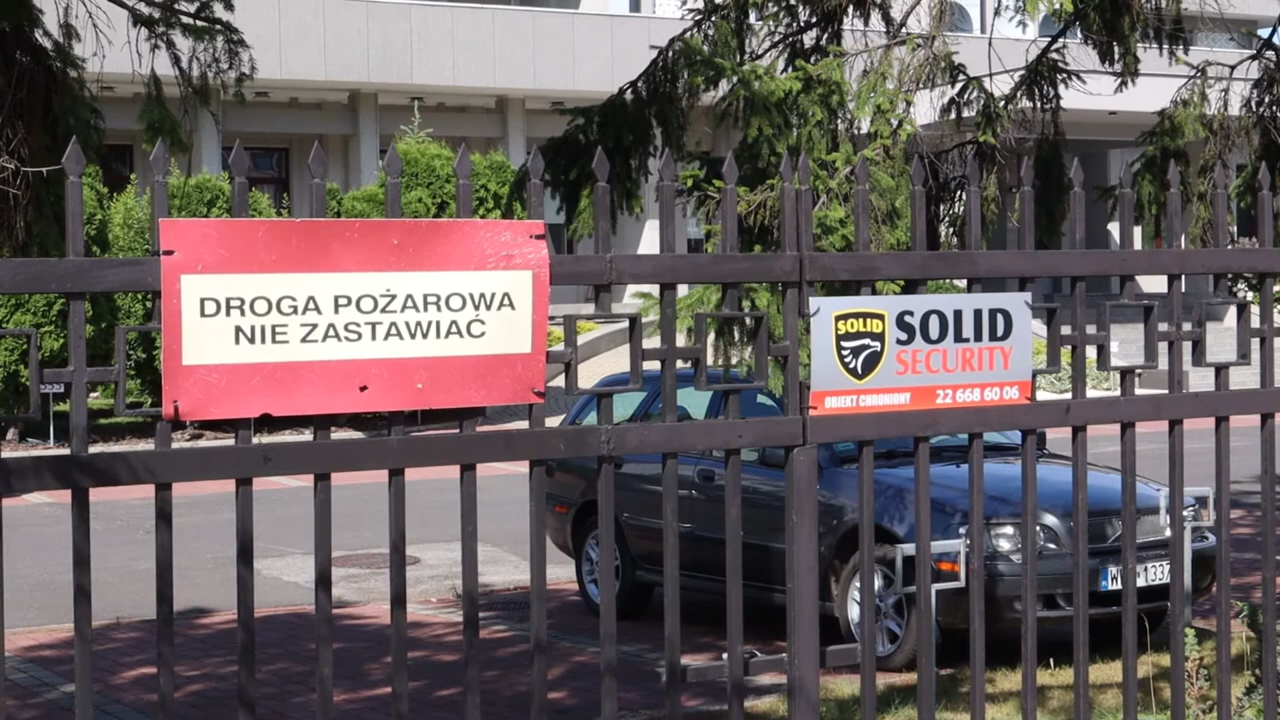 DROGA POŻAROWA
NIE ZASTAWIAĆ
SOLID
SOLID
SECURITY
OBIEKT CHRONIONY 22 668 60 06